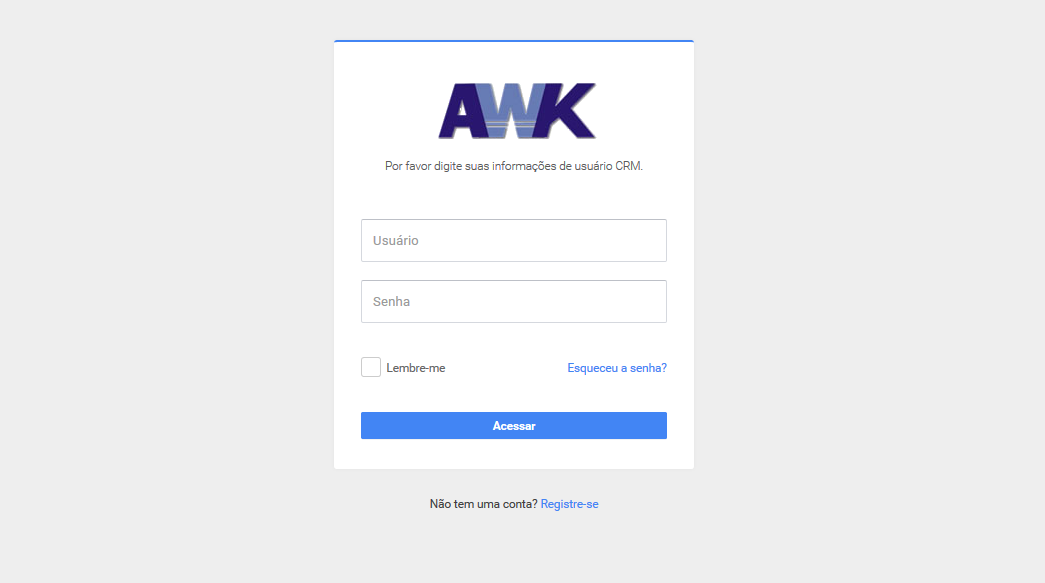 AWK
Por favor digite suas informações de usuário CRM.
Usuário
Senha
Lembre-me
Esqueceu a senha?
Acessar
Não tem uma conta? Registre-se